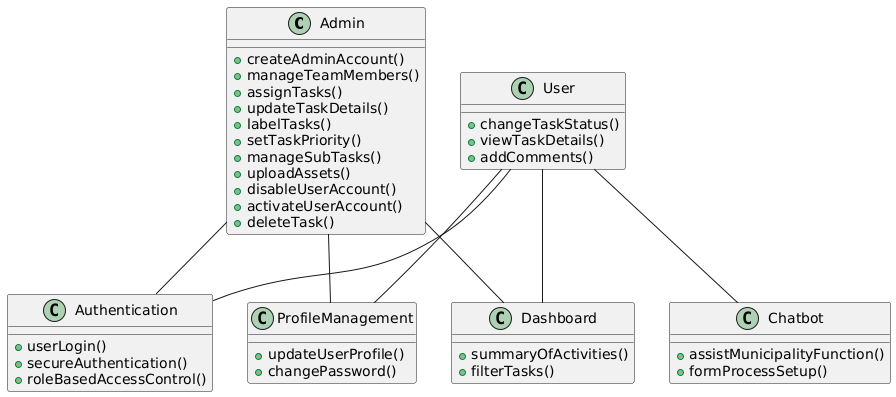 C Admin
createAdminAccount()
manageTeamMembers()
assignTasks()
updateTaskDetails()
labelTasks()
setTaskPriority()
manageSubTasks()
uploadAssets()
disableUserAccount()
activateUserAccount()
deleteTask()
C User
changeTaskStatus()
viewTaskDetails()
addComments()
C Authentication
userLogin()
secureAuthentication()
roleBasedAccessControl()
C ProfileManagement
updateUserProfile()
changePassword()
C Dashboard
summaryOfActivities()
filterTasks()
C Chatbot
assistMunicipalityFunction()
formProcessSetup()